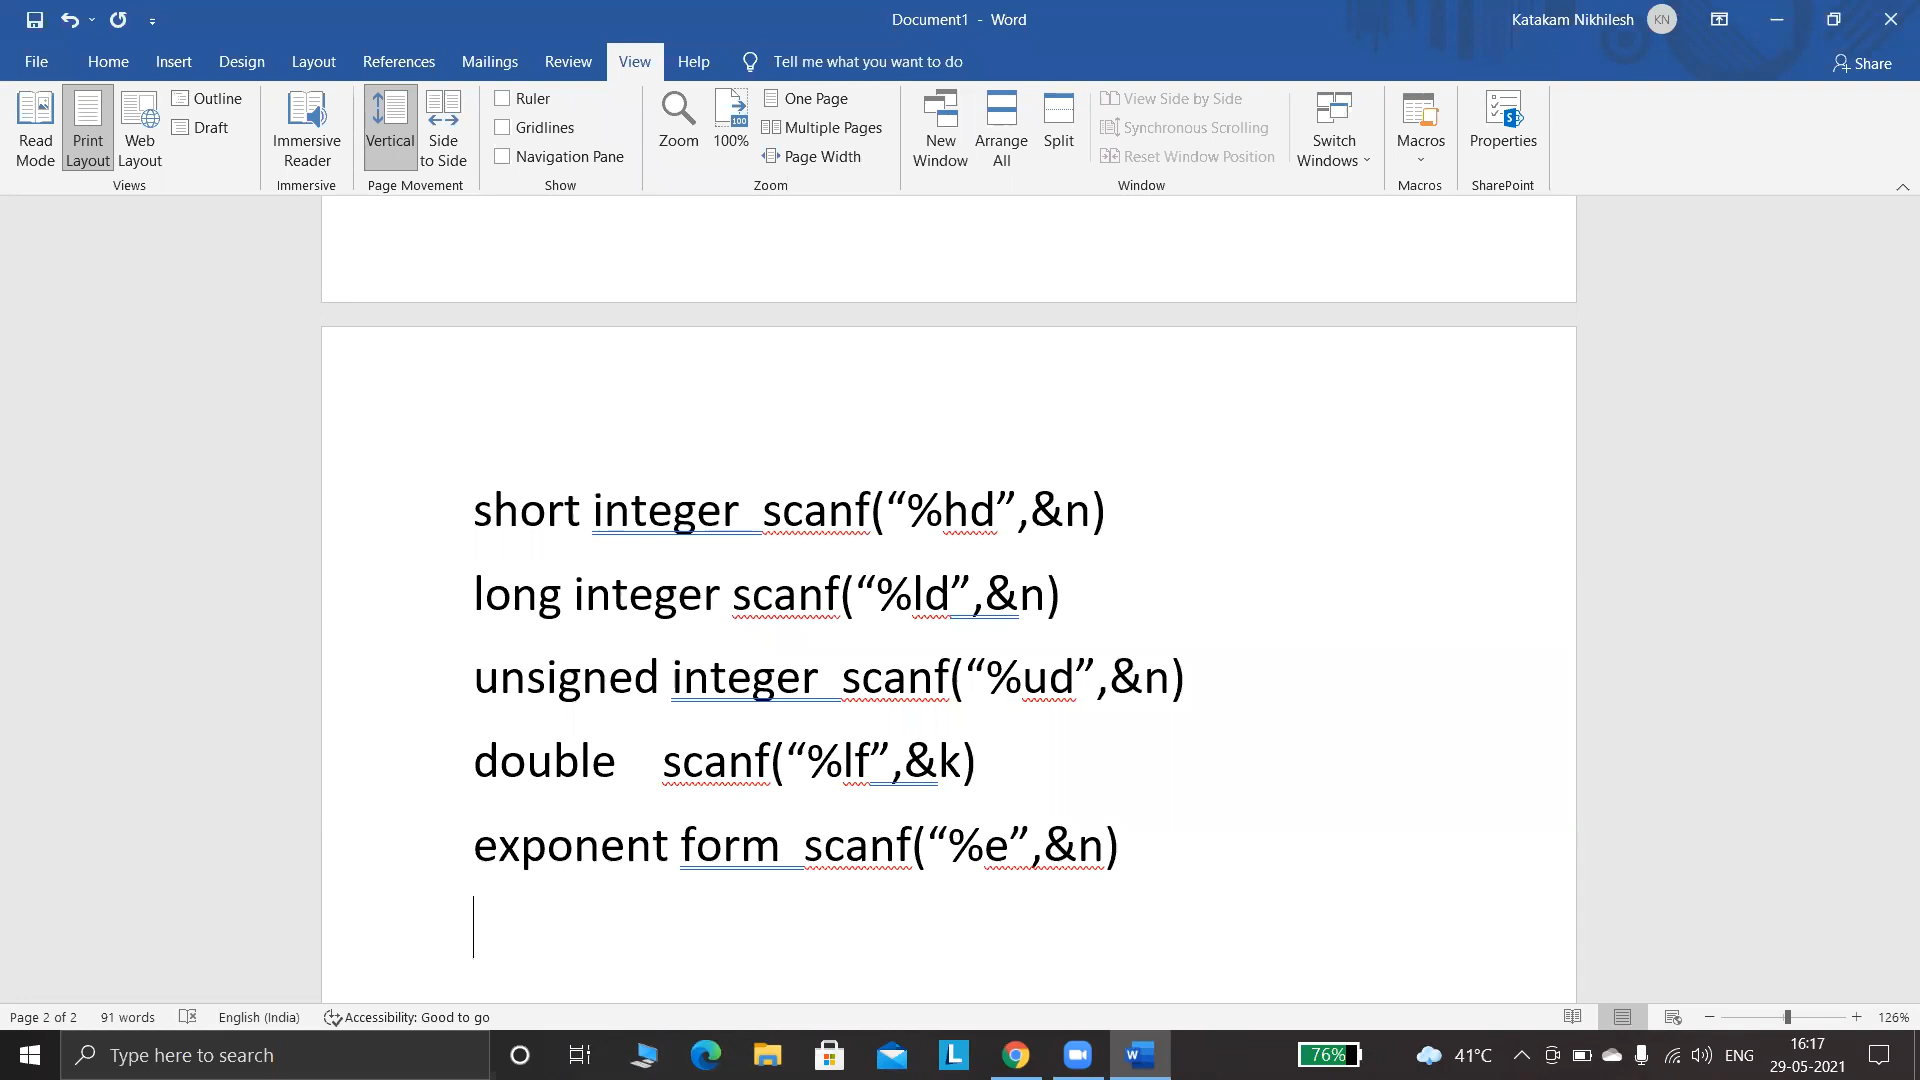 Document1 - Word
Katakam Nikhilesh KN
File Home Insert Design Layout References Mailings Review View Help Tell me what you want to do Share
Read Mode
Print Layout
Web Layout
Outline
Draft
Views
Immersive Reader
Immersive
Vertical
Side to Side
Page Movement
Ruler
Gridlines
Navigation Pane
Show
Zoom
100
100%
One Page
Multiple Pages
Page Width
Zoom
New Window
Arrange All
Split
View Side by Side
Synchronous Scrolling
Reset Window Position
Switch Windows
Window
Macros
Macros
Properties
SharePoint
short integer  scanf(“%hd”,&n)
long integer scanf(“%ld”,&n)
unsigned integer  scanf(“%ud”,&n)
double    scanf(“%lf”,&k)
exponent form  scanf(“%e”,&n)
Page 2 of 2 91 words English (India) Accessibility: Good to go 126%
Type here to search
L
W
76%
41°C
ENG
16:17
29-05-2021